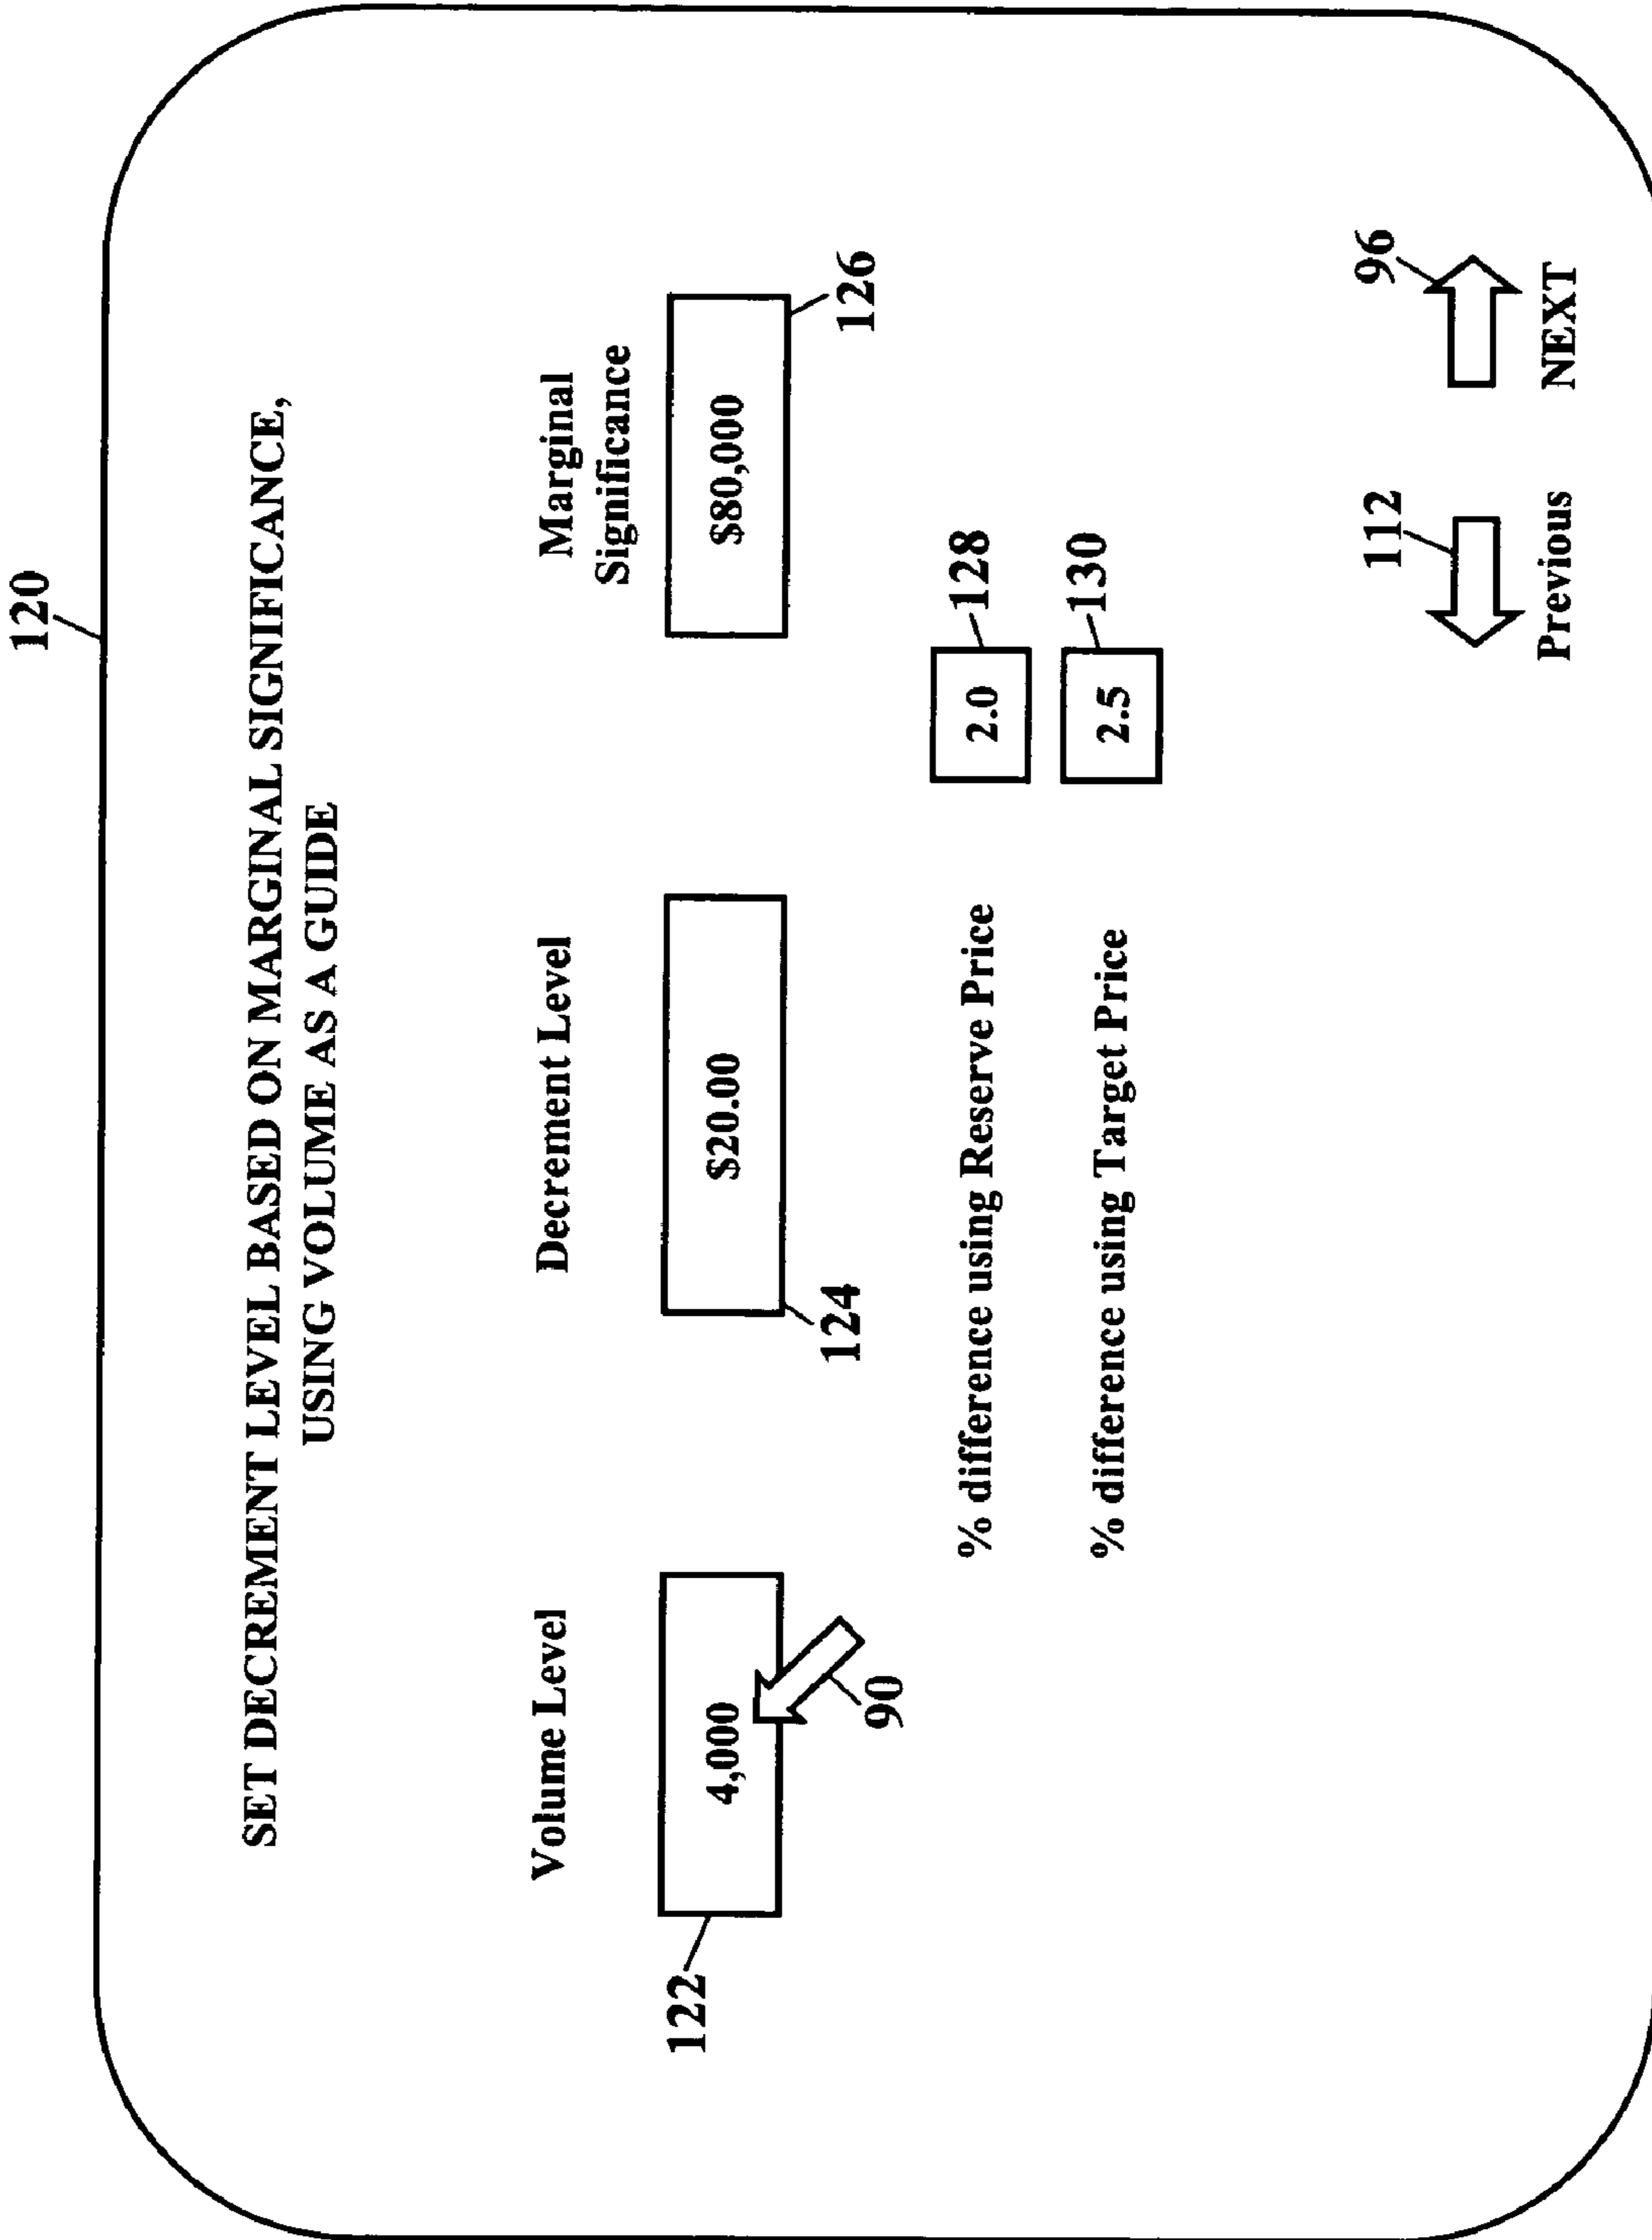 120
SET DECREMENT LEVEL BASED ON MARGINAL SIGNIFICANCE,
USING VOLUME AS A GUIDE
Volume Level
Decrement Level
Marginal
Significance
122
4,000
$20.00
$80,000
90
124
126
% difference using Reserve Price
2.0
128
% difference using Target Price
2.5
130
112
96
Previous
NEXT